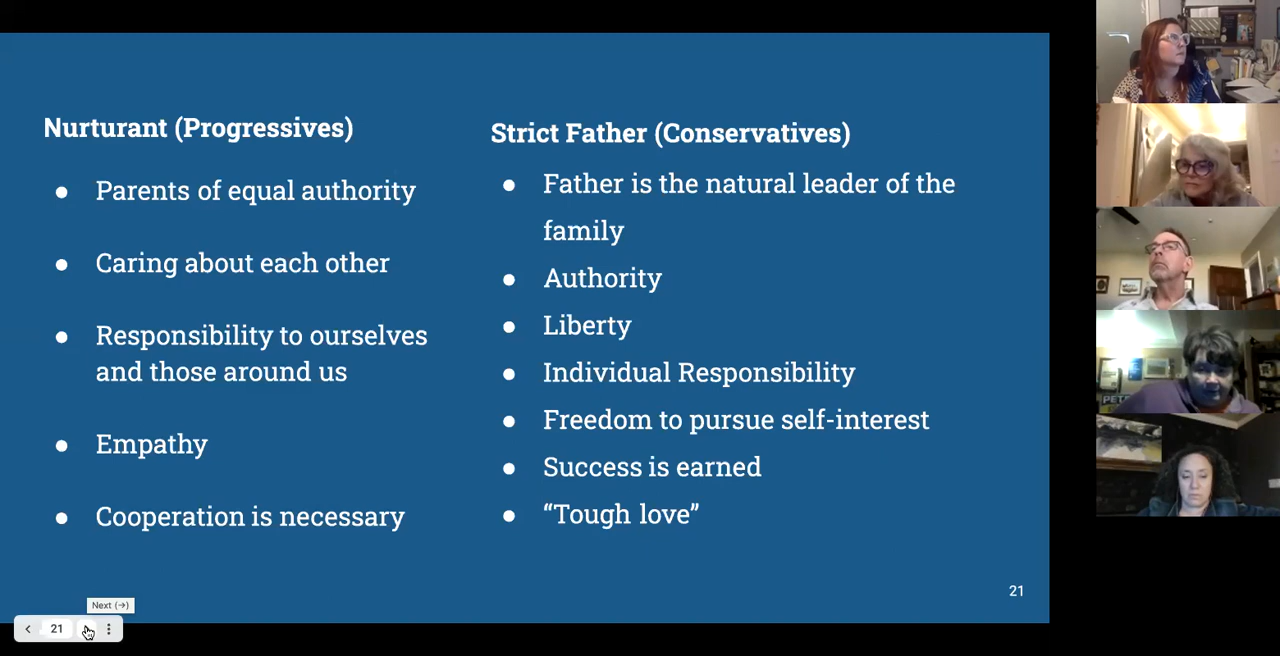 Nurturant (Progressives)
● Parents of equal authority
● Caring about each other
● Responsibility to ourselves
and those around us
● Empathy
● Cooperation is necessary
Strict Father (Conservatives)
● Father is the natural leader of the
family
● Authority
● Liberty
● Individual Responsibility
● Freedom to pursue self-interest
● Success is earned
● “Tough love”
21
Next (→)
21
PETE